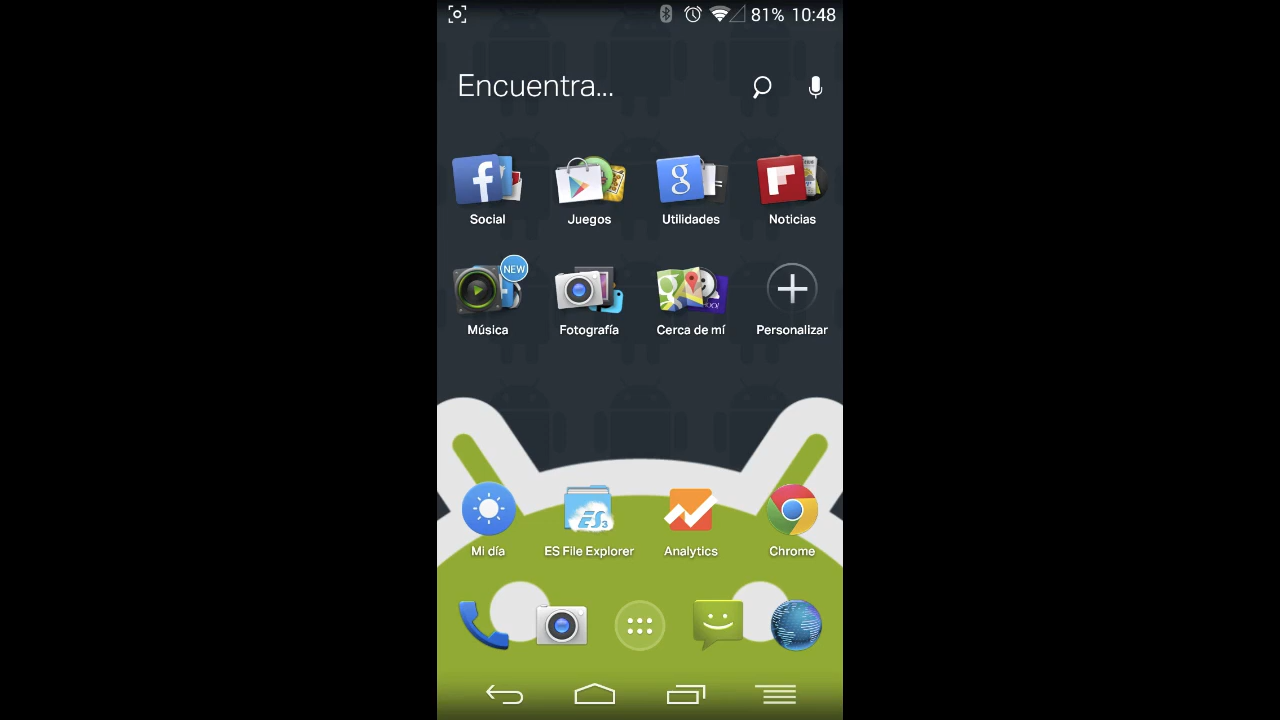 81% 10:48
Encuentra...
Social Juegos Utilidades Noticias
NEW
Música Fotografía Cerca de mí Personalizar
Mi día ES File Explorer Analytics Chrome